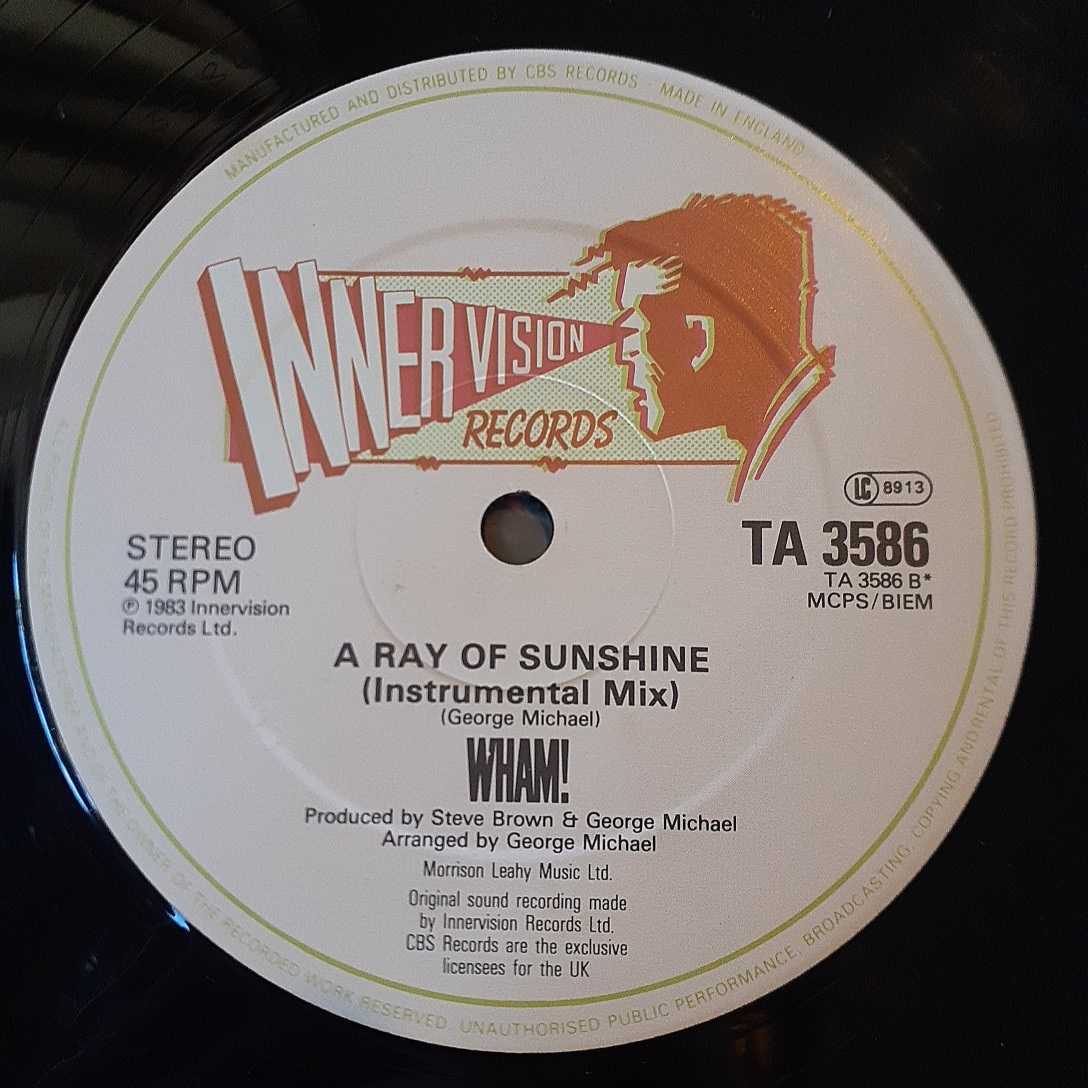 MANUFACTURED AND DISTRIBUTED BY CBS RECORDS · MADE IN ENGLAND
INNERVISION
RECORDS
LC 8913
STEREO
45 RPM
℗ 1983 Innervision
Records Ltd.
TA 3586
TA 3586 B*
MCPS/BIEM
A RAY OF SUNSHINE
(Instrumental Mix)
(George Michael)
WHAM!
Produced by Steve Brown & George Michael
Arranged by George Michael
Morrison Leahy Music Ltd.
Original sound recording made
by Innervision Records Ltd.
CBS Records are the exclusive
licensees for the UK
OWNER OF THE RECORDED WORK RESERVED. UNAUTHORISED PUBLIC PERFORMANCE, BROADCASTING, COPYING AND RENTAL OF THIS RECORD PROHIBITED